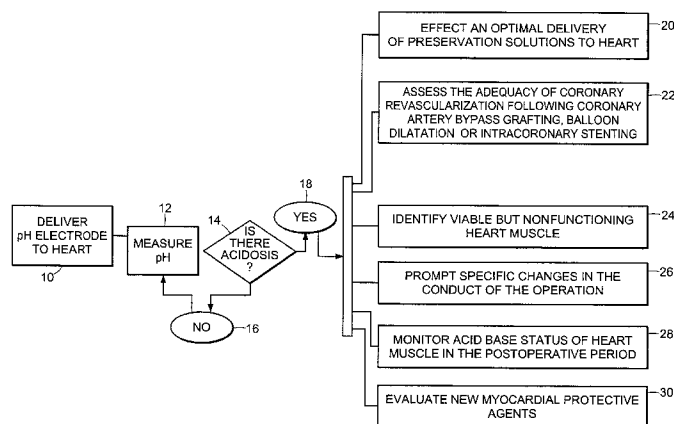 DELIVER
pH ELECTRODE
TO HEART
10
12
MEASURE
pH
14
IS
THERE
ACIDOSIS
?
NO
16
18
YES
EFFECT AN OPTIMAL DELIVERY
OF PRESERVATION SOLUTIONS TO HEART
20
ASSESS THE ADEQUACY OF CORONARY
REVASCULARIZATION FOLLOWING CORONARY
ARTERY BYPASS GRAFTING, BALLOON
DILATATION OR INTRACORONARY STENTING
22
IDENTIFY VIABLE BUT NONFUNCTIONING
HEART MUSCLE
24
PROMPT SPECIFIC CHANGES IN THE
CONDUCT OF THE OPERATION
26
MONITOR ACID BASE STATUS OF HEART
MUSCLE IN THE POSTOPERATIVE PERIOD
28
EVALUATE NEW MYOCARDIAL PROTECTIVE
AGENTS
30